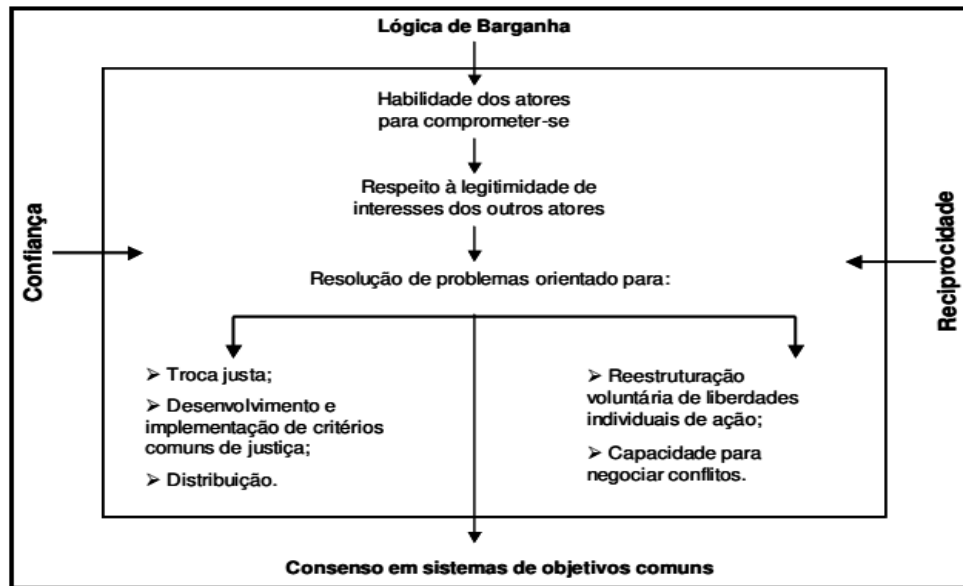 Lógica de Barganha
Habilidade dos atores
para comprometer-se
Respeito à legitimidade de
interesses dos outros atores
Confiança
Reciprocidade
Resolução de problemas orientado para:
➢ Troca justa;
➢ Desenvolvimento e
implementação de critérios
comuns de justiça;
➢ Distribuição.
➢ Reestruturação
voluntária de liberdades
individuais de ação;
➢ Capacidade para
negociar conflitos.
Consenso em sistemas de objetivos comuns